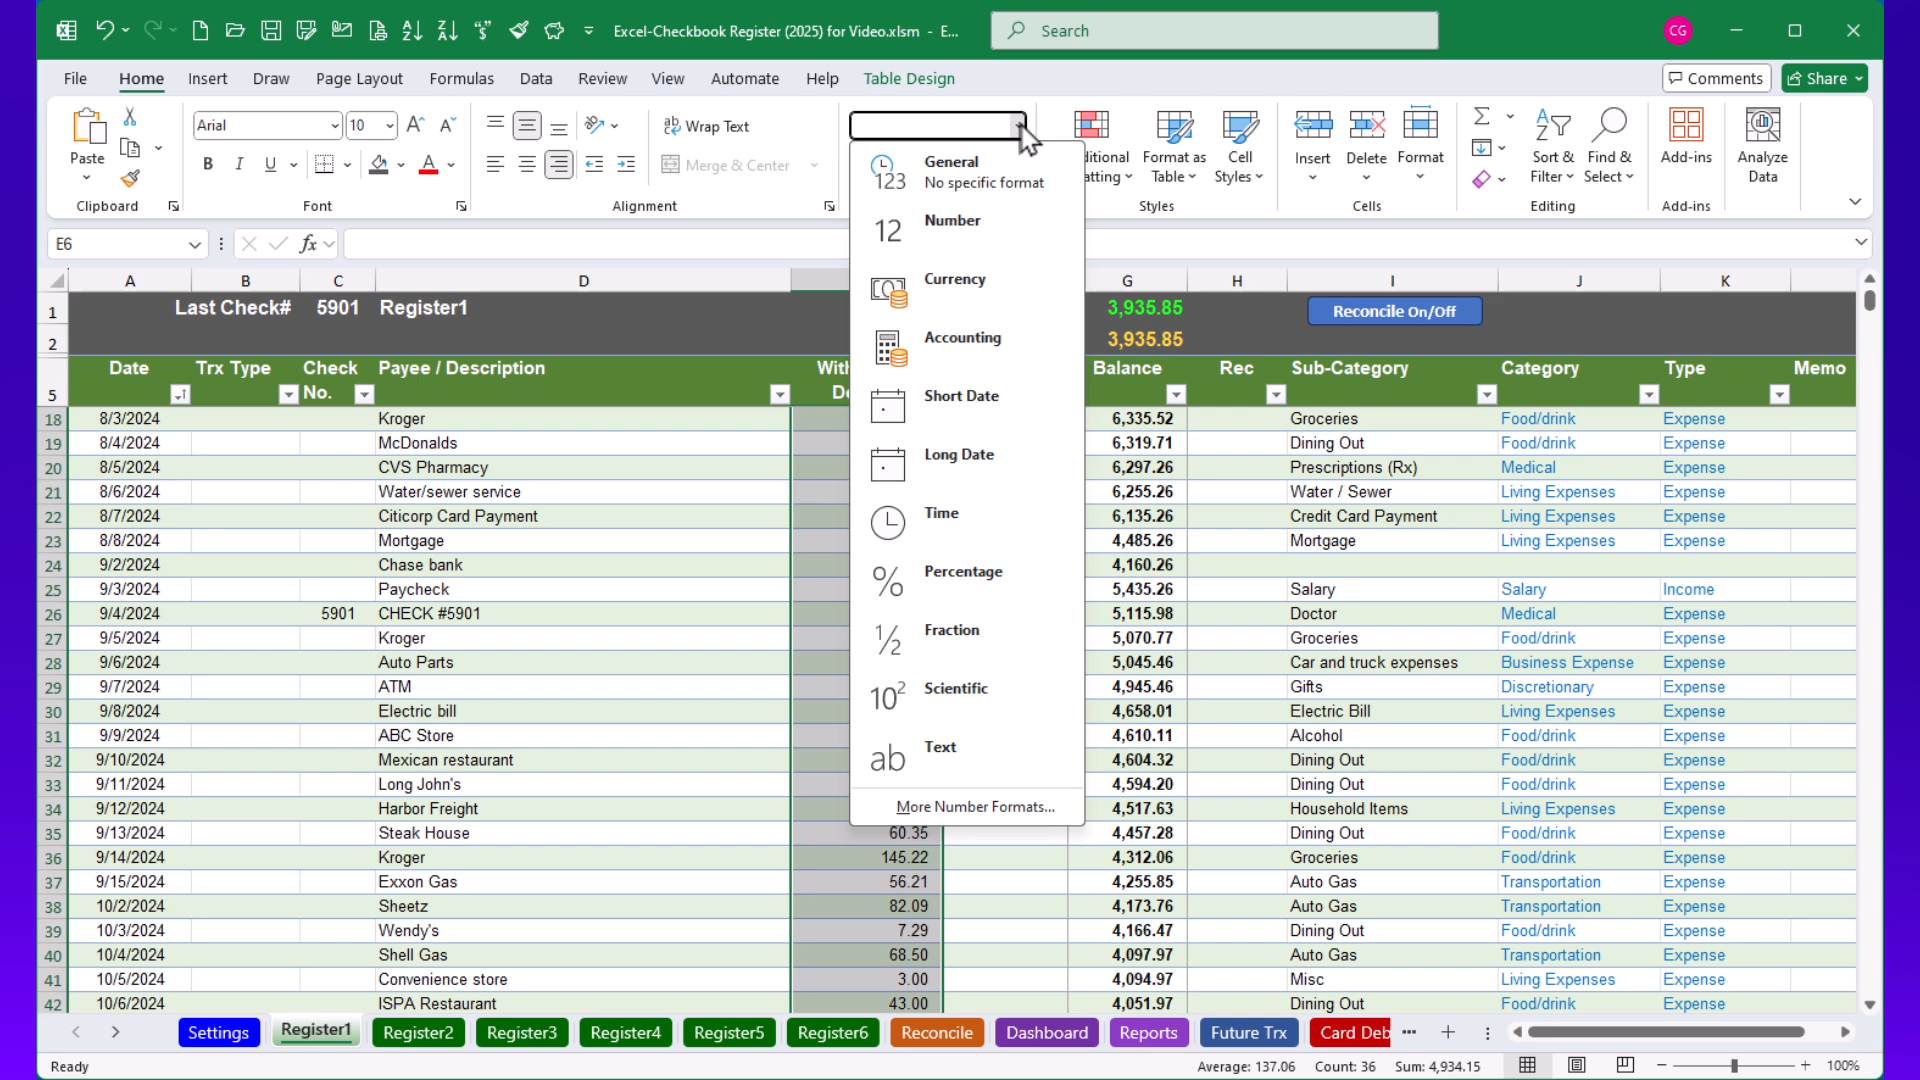 Excel-Checkbook Register (2025) for Video.xlsm - E...
Search
CG
File Home Insert Draw Page Layout Formulas Data Review View Automate Help Table Design
Comments
Share
Paste
Clipboard
Arial
10
B I U
Font
Wrap Text
Merge & Center
Alignment
Format as Table
Cell Styles
Styles
Insert
Delete
Format
Cells
Sort & Filter
Find & Select
Editing
Add-ins
Add-ins
Analyze Data
E6
fx
General
No specific format
Number
Currency
Accounting
Short Date
Long Date
Time
Percentage
Fraction
Scientific
Text
More Number Formats...
A B C D G H I J K
1 Last Check# 5901 Register1 3,935.85 Reconcile On/Off
2 3,935.85
5 Date Trx Type Check No. Payee / Description Balance Rec Sub-Category Category Type Memo
18 8/3/2024 Kroger 6,335.52 Groceries Food/drink Expense
19 8/4/2024 McDonalds 6,319.71 Dining Out Food/drink Expense
20 8/5/2024 CVS Pharmacy 6,297.26 Prescriptions (Rx) Medical Expense
21 8/6/2024 Water/sewer service 6,255.26 Water / Sewer Living Expenses Expense
22 8/7/2024 Citicorp Card Payment 6,135.26 Credit Card Payment Living Expenses Expense
23 8/8/2024 Mortgage 4,485.26 Mortgage Living Expenses Expense
24 9/2/2024 Chase bank 4,160.26
25 9/3/2024 Paycheck 5,435.26 Salary Salary Income
26 9/4/2024 5901 CHECK #5901 5,115.98 Doctor Medical Expense
27 9/5/2024 Kroger 5,070.77 Groceries Food/drink Expense
28 9/6/2024 Auto Parts 5,045.46 Car and truck expenses Business Expense Expense
29 9/7/2024 ATM 4,945.46 Gifts Discretionary Expense
30 9/8/2024 Electric bill 4,658.01 Electric Bill Living Expenses Expense
31 9/9/2024 ABC Store 4,610.11 Alcohol Food/drink Expense
32 9/10/2024 Mexican restaurant 4,604.32 Dining Out Food/drink Expense
33 9/11/2024 Long John's 4,594.20 Dining Out Food/drink Expense
34 9/12/2024 Harbor Freight 4,517.63 Household Items Living Expenses Expense
35 9/13/2024 Steak House 60.35 4,457.28 Dining Out Food/drink Expense
36 9/14/2024 Kroger 145.22 4,312.06 Groceries Food/drink Expense
37 9/15/2024 Exxon Gas 56.21 4,255.85 Auto Gas Transportation Expense
38 10/2/2024 Sheetz 82.09 4,173.76 Auto Gas Transportation Expense
39 10/3/2024 Wendy's 7.29 4,166.47 Dining Out Food/drink Expense
40 10/4/2024 Shell Gas 68.50 4,097.97 Auto Gas Transportation Expense
41 10/5/2024 Convenience store 3.00 4,094.97 Misc Living Expenses Expense
42 10/6/2024 ISPA Restaurant 43.00 4,051.97 Dining Out Food/drink Expense
Settings Register1 Register2 Register3 Register4 Register5 Register6 Reconcile Dashboard Reports Future Trx Card Deb
Ready Average: 137.06 Count: 36 Sum: 4,934.15 100%